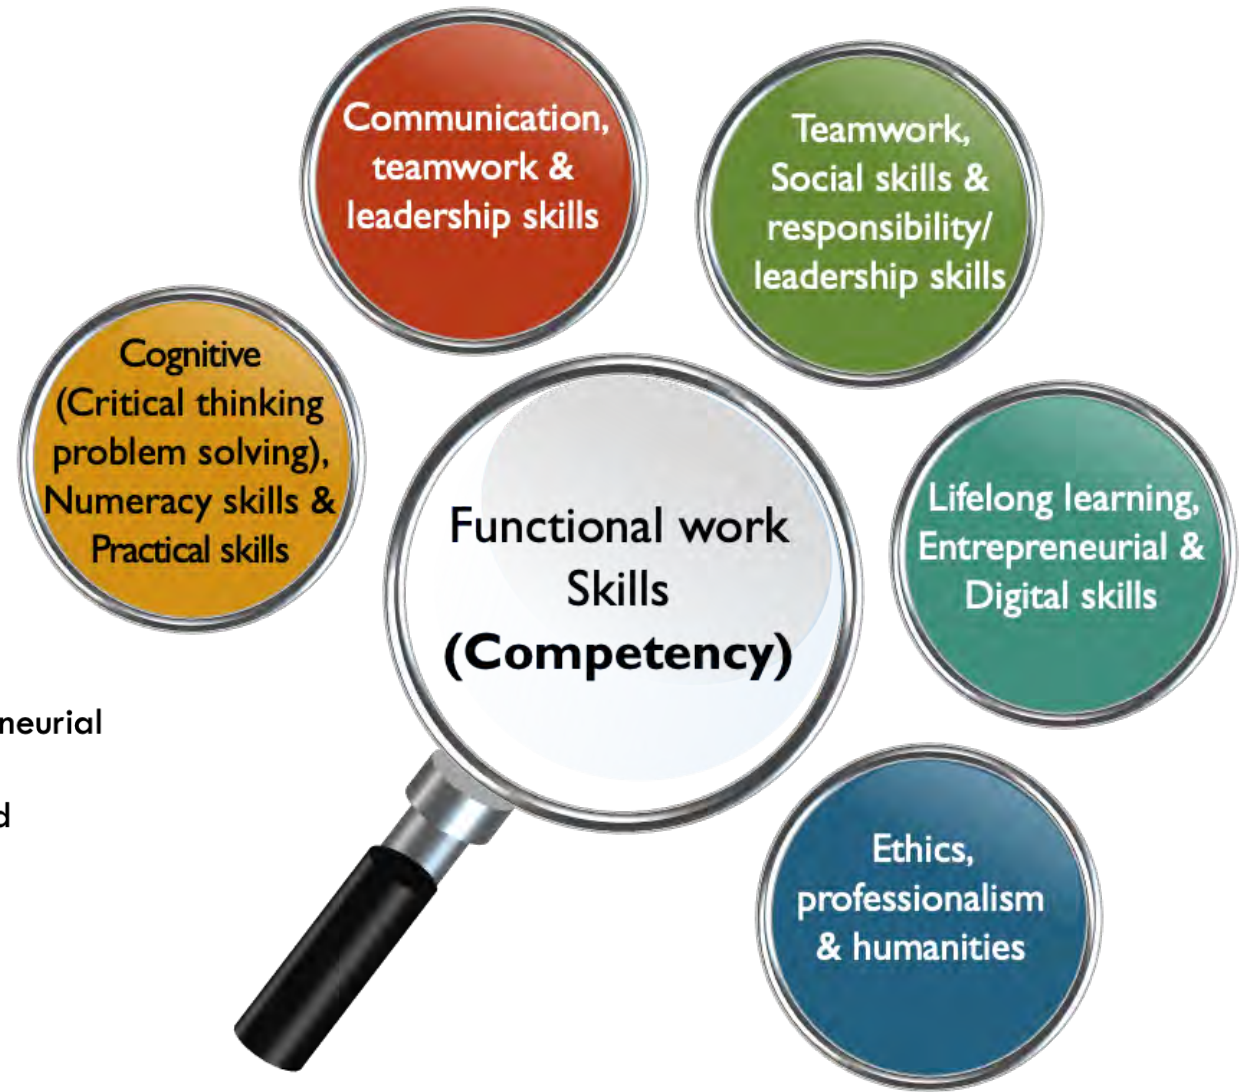 Communication,
teamwork &
leadership skills
Teamwork,
Social skills &
responsibility/
leadership skills
Cognitive
(Critical thinking
problem solving),
Numeracy skills &
Practical skills
Functional work
Skills
(Competency)
Lifelong learning,
Entrepreneurial &
Digital skills
neurial
d
Ethics,
professionalism
& humanities